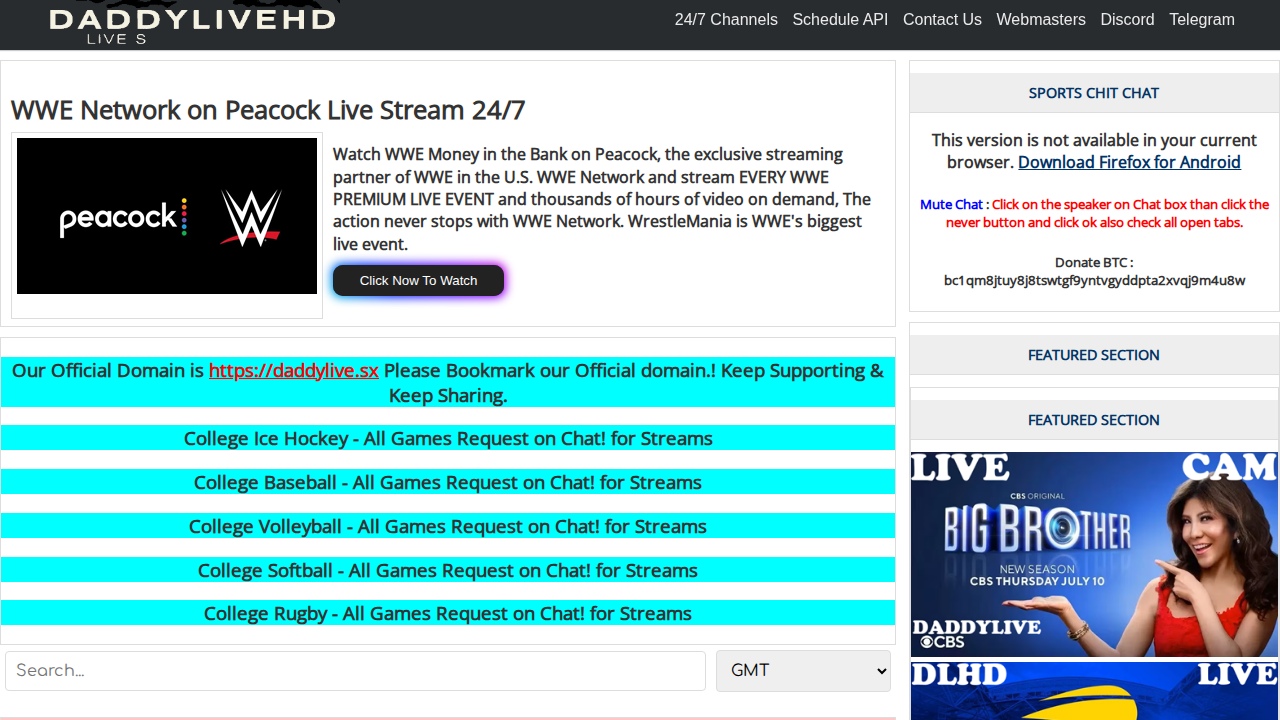 DADDYLIVEHD
LIVE S
24/7 Channels Schedule API Contact Us Webmasters Discord Telegram
WWE Network on Peacock Live Stream 24/7
peacock W
Watch WWE Money in the Bank on Peacock, the exclusive streaming
partner of WWE in the U.S. WWE Network and stream EVERY WWE
PREMIUM LIVE EVENT and thousands of hours of video on demand, The
action never stops with WWE Network. WrestleMania is WWE's biggest
live event.
Click Now To Watch
Our Official Domain is https://daddylive.sx Please Bookmark our Official domain.! Keep Supporting &
Keep Sharing.
College Ice Hockey - All Games Request on Chat! for Streams
College Baseball - All Games Request on Chat! for Streams
College Volleyball - All Games Request on Chat! for Streams
College Softball - All Games Request on Chat! for Streams
College Rugby - All Games Request on Chat! for Streams
Search...
GMT
SPORTS CHIT CHAT
This version is not available in your current
browser. Download Firefox for Android
Mute Chat : Click on the speaker on Chat box than click the
never button and click ok also check all open tabs.
Donate BTC :
bc1qm8jtuy8j8tswtgf9yntvgyddpta2xvqj9m4u8w
FEATURED SECTION
FEATURED SECTION
LIVE CAM
CBS ORIGINAL
BIG BROTHER
NEW SEASON
CBS THURSDAY JULY 10
DADDYLIVE
CBS
DLHD LIVE